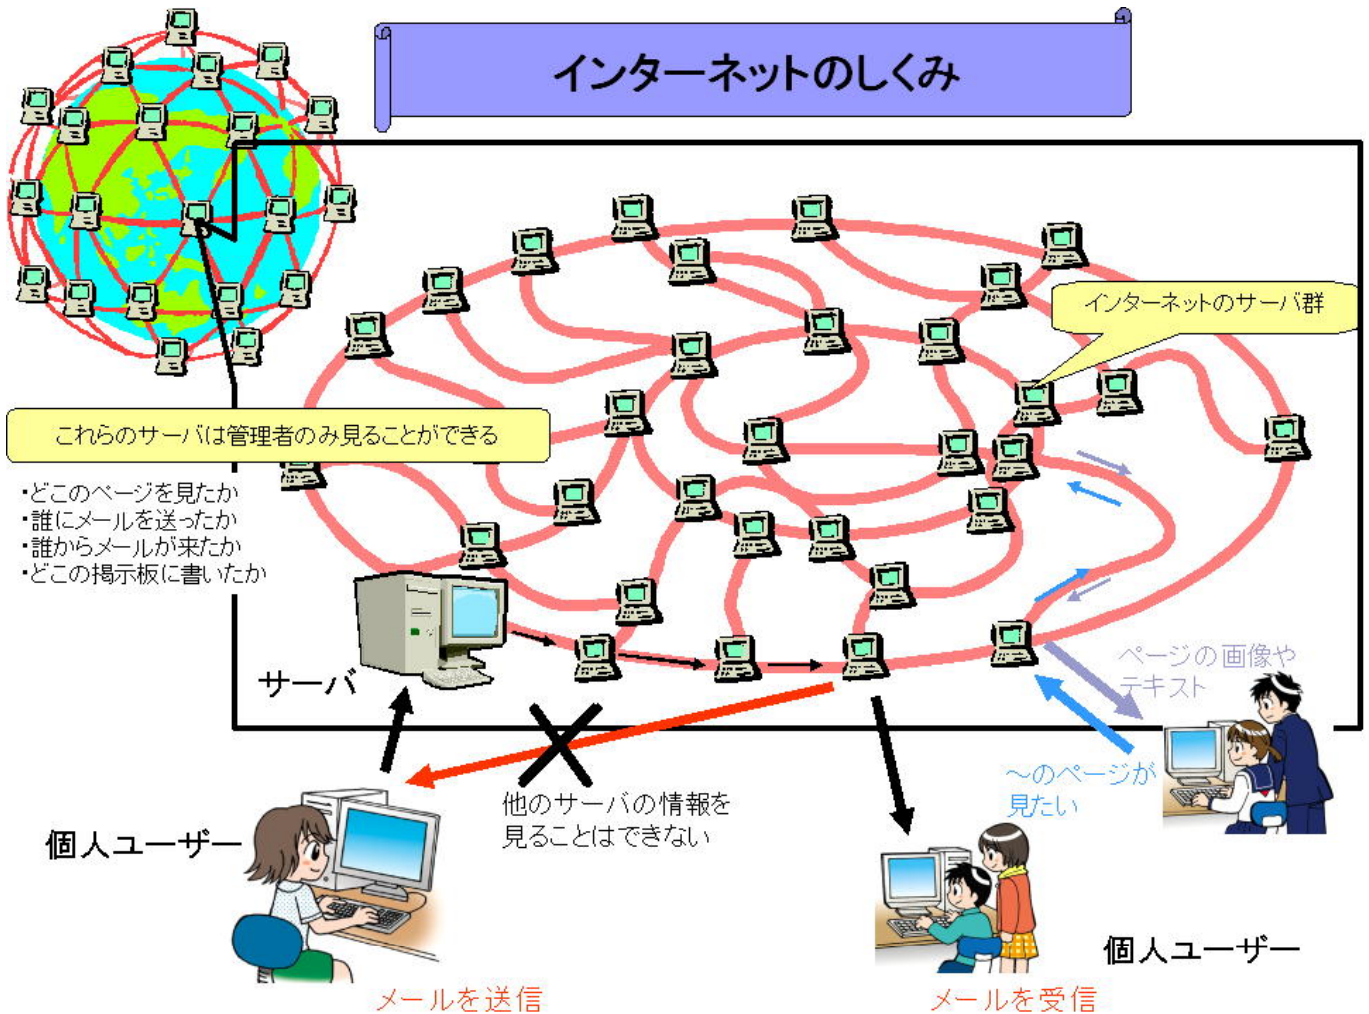 インターネットのしくみ
インターネットのサーバ群
これらのサーバは管理者のみ見ることができる
・どこのページを見たか
・誰にメールを送ったか
・誰からメールが来たか
・どこの掲示板に書いたか
サーバ
ページの画像や
テキスト
～のページが
見たい
他のサーバの情報を
見ることはできない
個人ユーザー
個人ユーザー
メールを送信
メールを受信